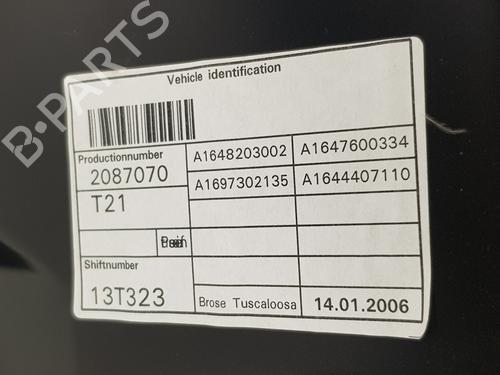 B-PARTS
Vehicle identification
Productionnumber
2087070
T21
A1648203002 A1647600334
A1697302135 A1644407110
Shiftnumber
13T323
Brose Tuscaloosa 14.01.2006